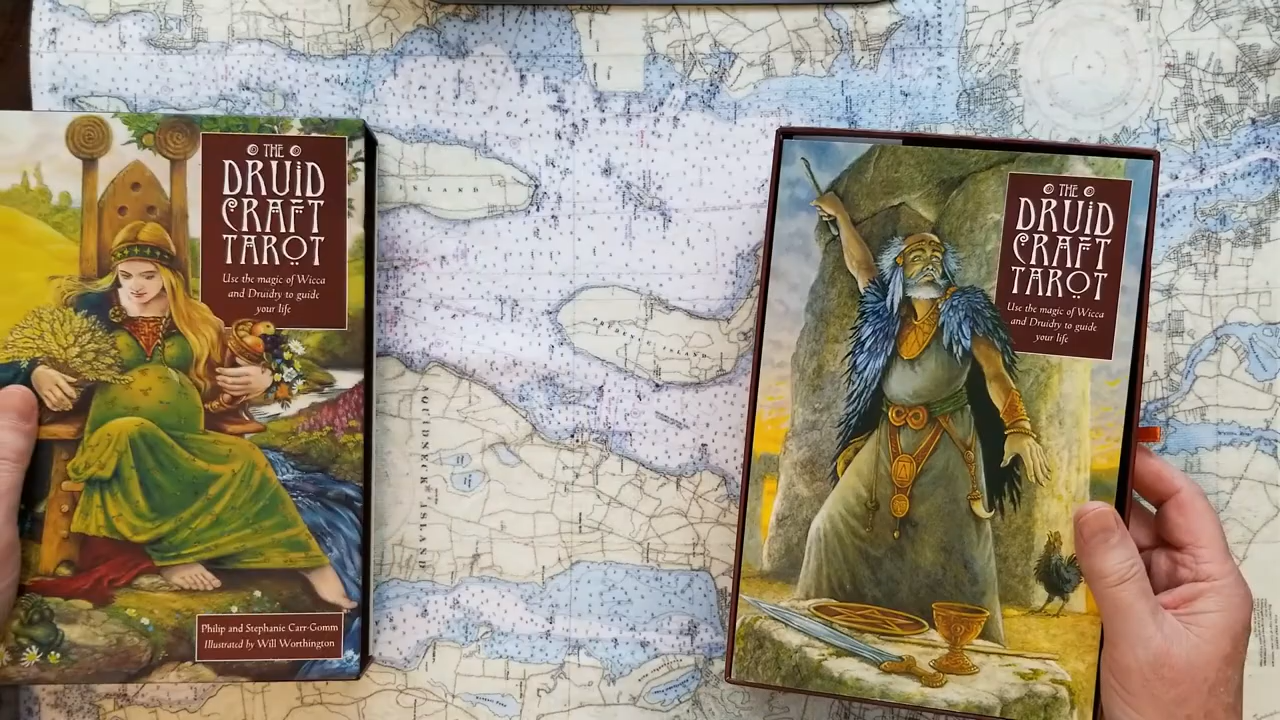 THE
DRUID
CRAFT
TAROT
Use the magic of Wicca
and Druidry to guide
your life
Philip and Stephanie Carr-Gomm
Illustrated by Will Worthington
THE
DRUID
CRAFT
TAROT
Use the magic of Wicca
and Druidry to guide
your life
ISLAND